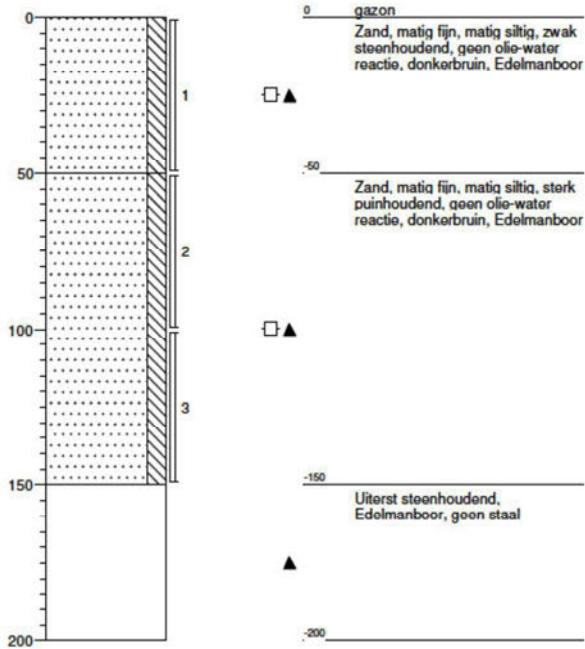 0
50
100
150
200
1
2
3
0
gazon
Zand, matig fijn, matig siltig, zwak
steenhoudend, geen olie-water
reactie, donkerbruin, Edelmanboor
-50
Zand, matig fijn, matig siltig, sterk
puinhoudend, geen olie-water
reactie, donkerbruin, Edelmanboor
-150
Uiterst steenhoudend,
Edelmanboor, geen staal
-200